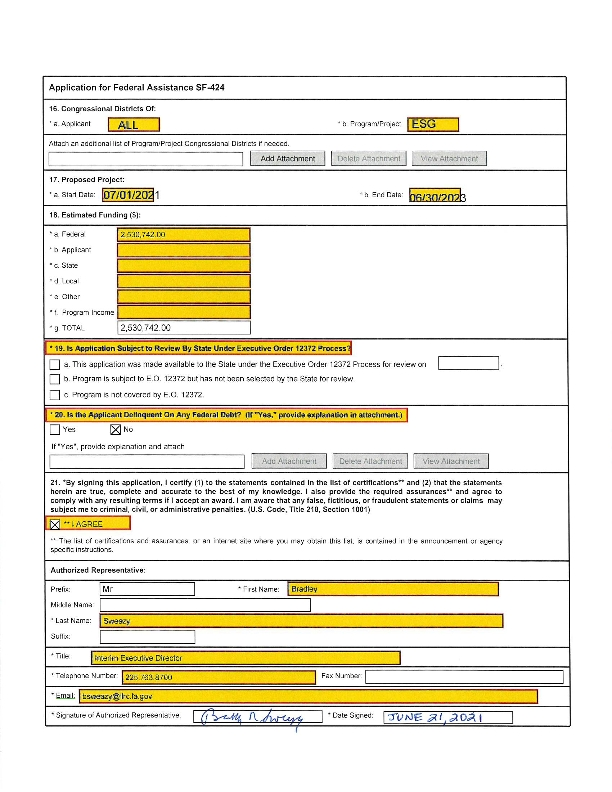 Application for Federal Assistance SF-424
16. Congressional Districts Of:
* a. Applicant ALL * b. Program/Project ESG
Attach an additional list of Program/Project Congressional Districts if needed.
Add Attachment Delete Attachment View Attachment
17. Proposed Project:
* a. Start Date: 07/01/2021 * b. End Date: 06/30/2023
18. Estimated Funding ($):
* a. Federal 2,530,742.00
* b. Applicant
* c. State
* d. Local
* e. Other
* f. Program Income
* g. TOTAL 2,530,742.00
* 19. Is Application Subject to Review By State Under Executive Order 12372 Process?
a. This application was made available to the State under the Executive Order 12372 Process for review on .
b. Program is subject to E.O. 12372 but has not been selected by the State for review.
c. Program is not covered by E.O. 12372.
* 20. Is the Applicant Delinquent On Any Federal Debt? (If "Yes," provide explanation in attachment.)
Yes No
If "Yes", provide explanation and attach
Add Attachment Delete Attachment View Attachment
21. *By signing this application, I certify (1) to the statements contained in the list of certifications** and (2) that the statements
herein are true, complete and accurate to the best of my knowledge. I also provide the required assurances** and agree to
comply with any resulting terms if I accept an award. I am aware that any false, fictitious, or fraudulent statements or claims may
subject me to criminal, civil, or administrative penalties. (U.S. Code, Title 218, Section 1001)
** I AGREE
** The list of certifications and assurances, or an internet site where you may obtain this list, is contained in the announcement or agency
specific instructions.
Authorized Representative:
Prefix: Mr * First Name: Bradley
Middle Name:
* Last Name: Sweazy
Suffix:
* Title: Interim Executive Director
* Telephone Number: 225.763.8700 Fax Number:
* Email: bsweazy@lhc.la.gov
* Signature of Authorized Representative: * Date Signed: JUNE 21, 2021